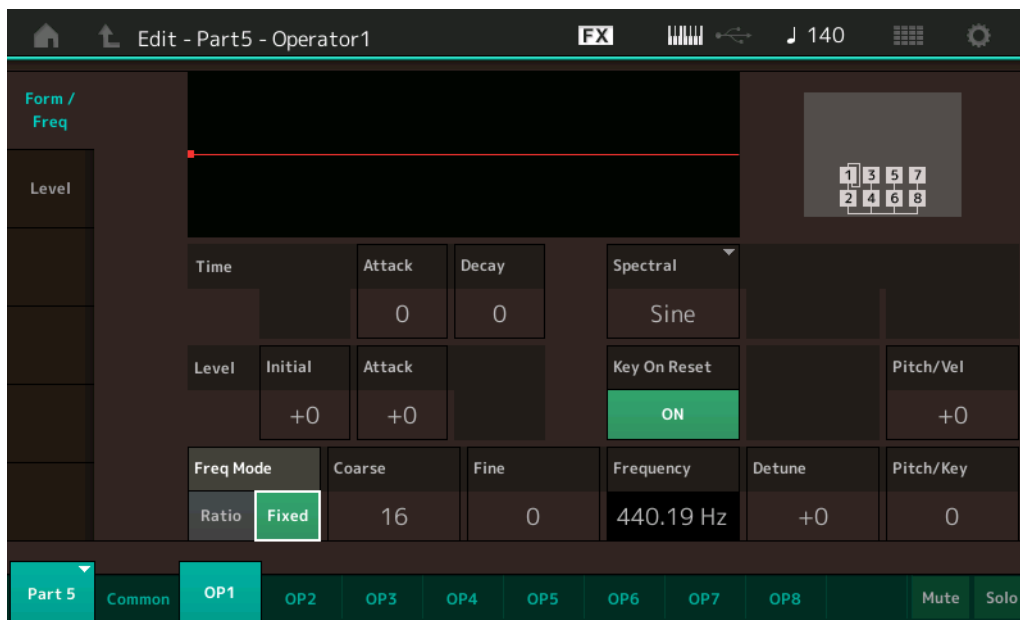 Edit - Part5 - Operator1 FX 140
Form /
Freq
1 3 5 7
2 4 6 8
Level
Time Attack Decay Spectral
0 0 Sine
Level Initial Attack Key On Reset Pitch/Vel
+0 +0 ON +0
Freq Mode Coarse Fine Frequency Detune Pitch/Key
Ratio Fixed 16 0 440.19 Hz +0 0
Part 5 Common OP1 OP2 OP3 OP4 OP5 OP6 OP7 OP8 Mute Solo